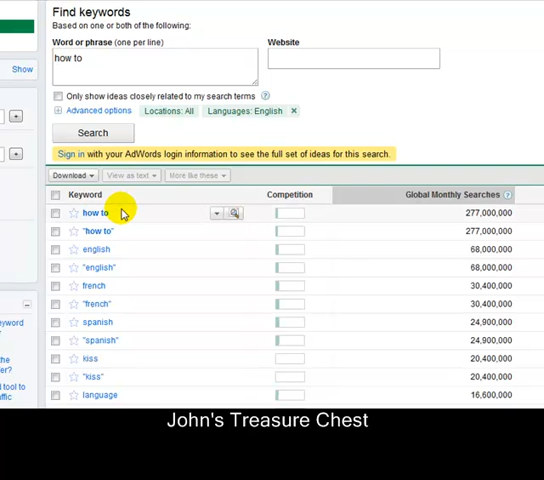 Find keywords
Based on one or both of the following:
Word or phrase (one per line) Website
how to
Show
Only show ideas closely related to my search terms
Advanced options Locations: All Languages: English ×
Search
Sign in with your AdWords login information to see the full set of ideas for this search.
Download View as text More like these
Keyword Competition Global Monthly Searches
how to 277,000,000
"how to" 277,000,000
english 68,000,000
"english" 68,000,000
french 30,400,000
"french" 30,400,000
spanish 24,900,000
"spanish" 24,900,000
kiss 20,400,000
"kiss" 20,400,000
language 16,600,000
eyword
the
er?
d tool to
ffic
John's Treasure Chest